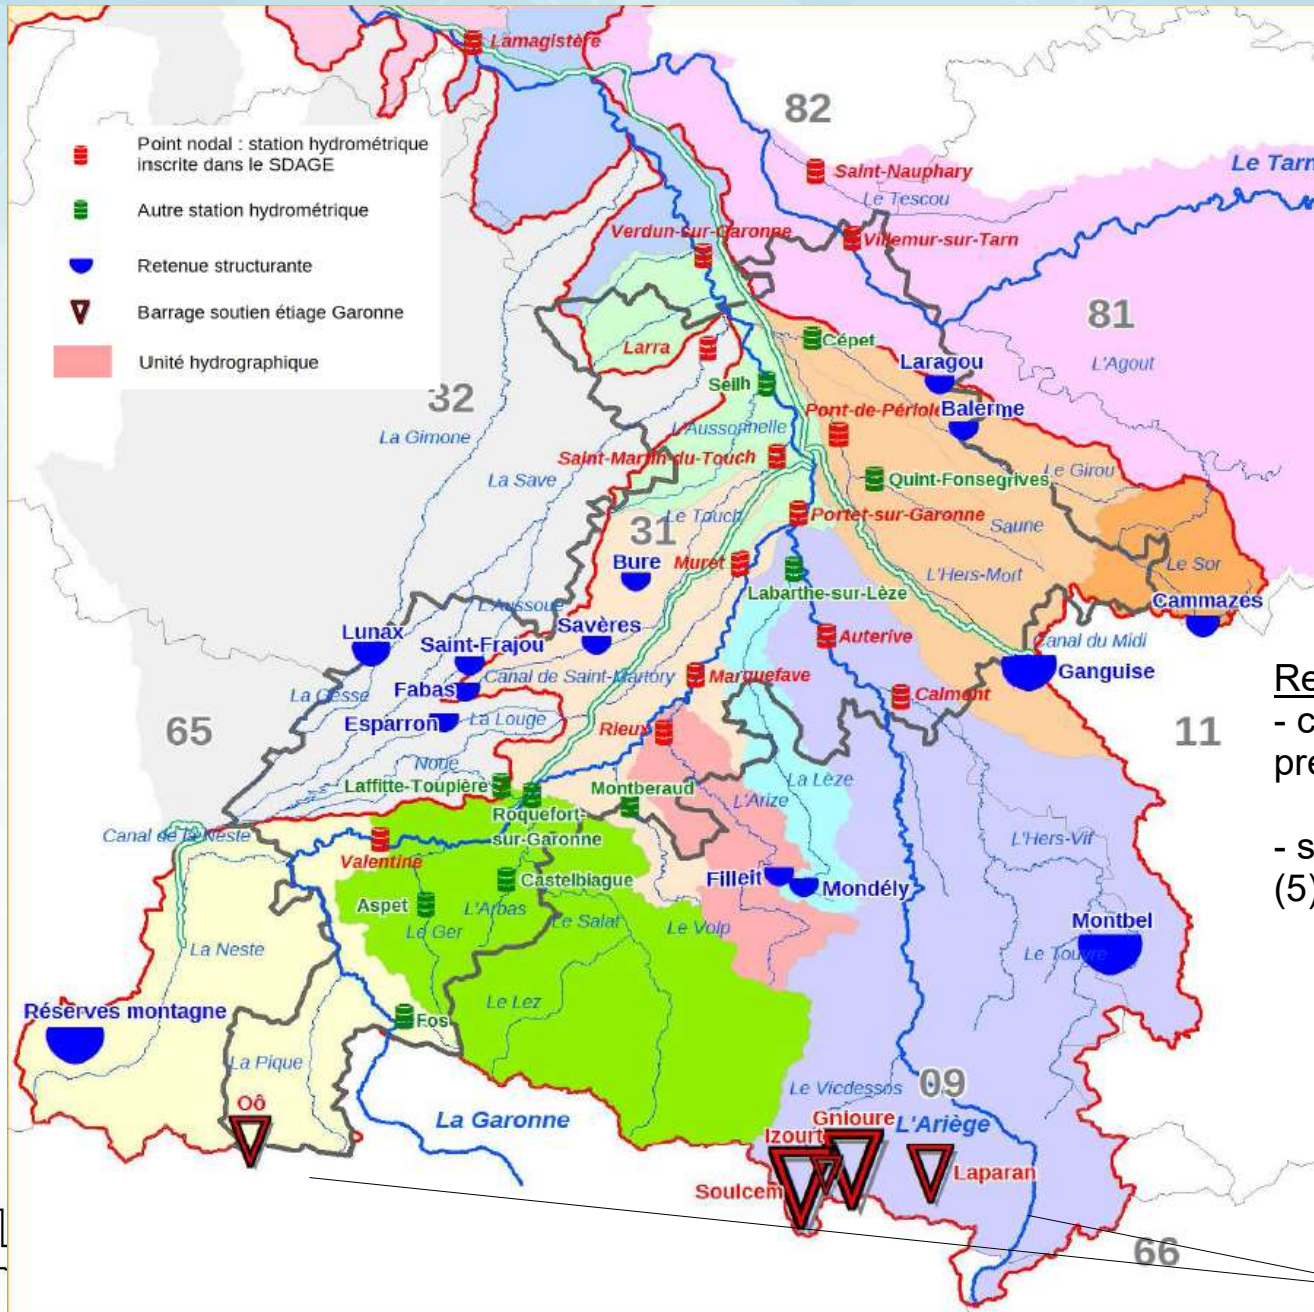 Lamagistère
82
Point nodal : station hydrométrique
inscrite dans le SDAGE
Autre station hydrométrique
Retenue structurante
Barrage soutien étiage Garonne
Unité hydrographique
Le Tarn
Saint-Nauphary
Le Tescou
Verdun-sur-Garonne
Villemur-sur-Tarn
81
L'Agout
Larra
Cépet
Laragou
Seilh
32
La Gimone
Pont-de-Périole
Balerme
L'Aussonnelle
Saint-Martin-du-Touch
La Save
Quint-Fonsegrives
Le Girou
Le Touch
Portet-sur-Garonne
Saune
31
Bure
Muret
L'Hers-Mort
Le Sor
Labarthe-sur-Lèze
Cammazes
L'Aussoue
Lunax
Savères
Saint-Frajou
Auterive
Canal du Midi
Ganguise
Canal de Saint-Martory
Marquefave
Calmont
La Gesse
Fabas
Esparron
La Louge
65
Rieux
11
Re
- c
pré
Noue
Laffitte-Toupière
Montberaud
La Lèze
L'Arize
Roquefort-
sur-Garonne
Canal de la Neste
Valentine
L'Hers-Vif
- s
(5)
Castelbiague
Filleit
Mondély
Aspet
L'Arbas
Le Ger
Le Salat
Le Volp
Montbel
La Neste
Le Touyre
Réserves montagne
Le Lez
Fos
La Pique
Le Vicdessos
09
Oô
La Garonne
Gnioure
L'Ariège
Izourt
Laparan
Soulcem
66